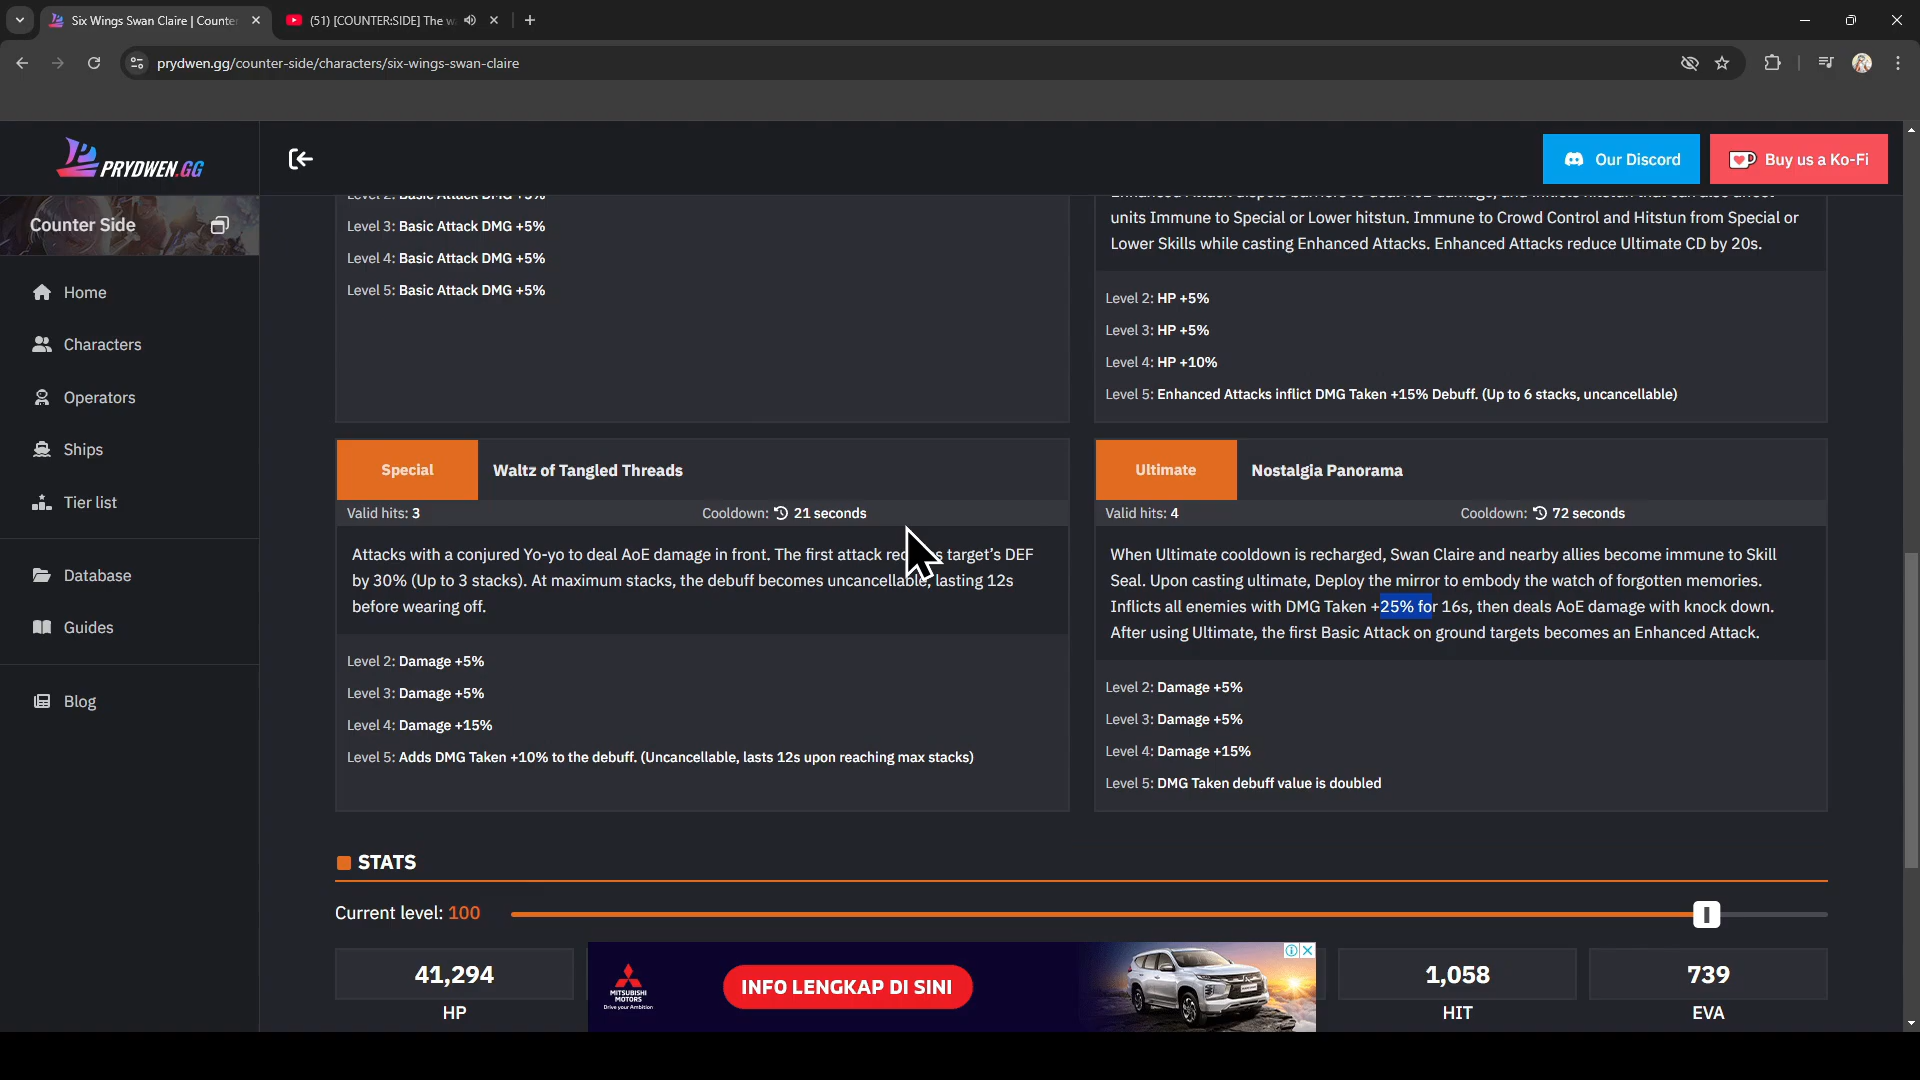 Six Wings Swan Claire | Counte
(51) [COUNTER:SIDE] The w
prydwen.gg/counter-side/characters/six-wings-swan-claire
PRYDWEN.GG
Our Discord
Buy us a Ko-Fi
Counter Side
Home
Characters
Operators
Ships
Tier list
Database
Guides
Blog
Level 2: Basic Attack DMG +5%
Level 3: Basic Attack DMG +5%
Level 4: Basic Attack DMG +5%
Level 5: Basic Attack DMG +5%
units Immune to Special or Lower hitstun. Immune to Crowd Control and Hitstun from Special or
Lower Skills while casting Enhanced Attacks. Enhanced Attacks reduce Ultimate CD by 20s.
Level 2: HP +5%
Level 3: HP +5%
Level 4: HP +10%
Level 5: Enhanced Attacks inflict DMG Taken +15% Debuff. (Up to 6 stacks, uncancellable)
Special
Waltz of Tangled Threads
Valid hits: 3
Cooldown: 21 seconds
Attacks with a conjured Yo-yo to deal AoE damage in front. The first attack target's DEF
by 30% (Up to 3 stacks). At maximum stacks, the debuff becomes uncancellable, lasting 12s
before wearing off.
Level 2: Damage +5%
Level 3: Damage +5%
Level 4: Damage +15%
Level 5: Adds DMG Taken +10% to the debuff. (Uncancellable, lasts 12s upon reaching max stacks)
Ultimate
Nostalgia Panorama
Valid hits: 4
Cooldown: 72 seconds
When Ultimate cooldown is recharged, Swan Claire and nearby allies become immune to Skill
Seal. Upon casting ultimate, Deploy the mirror to embody the watch of forgotten memories.
Inflicts all enemies with DMG Taken +25% for 16s, then deals AoE damage with knock down.
After using Ultimate, the first Basic Attack on ground targets becomes an Enhanced Attack.
Level 2: Damage +5%
Level 3: Damage +5%
Level 4: Damage +15%
Level 5: DMG Taken debuff value is doubled
STATS
Current level: 100
41,294
HP
MITSUBISHI
MOTORS
Drive your Ambition
INFO LENGKAP DI SINI
1,058
HIT
739
EVA